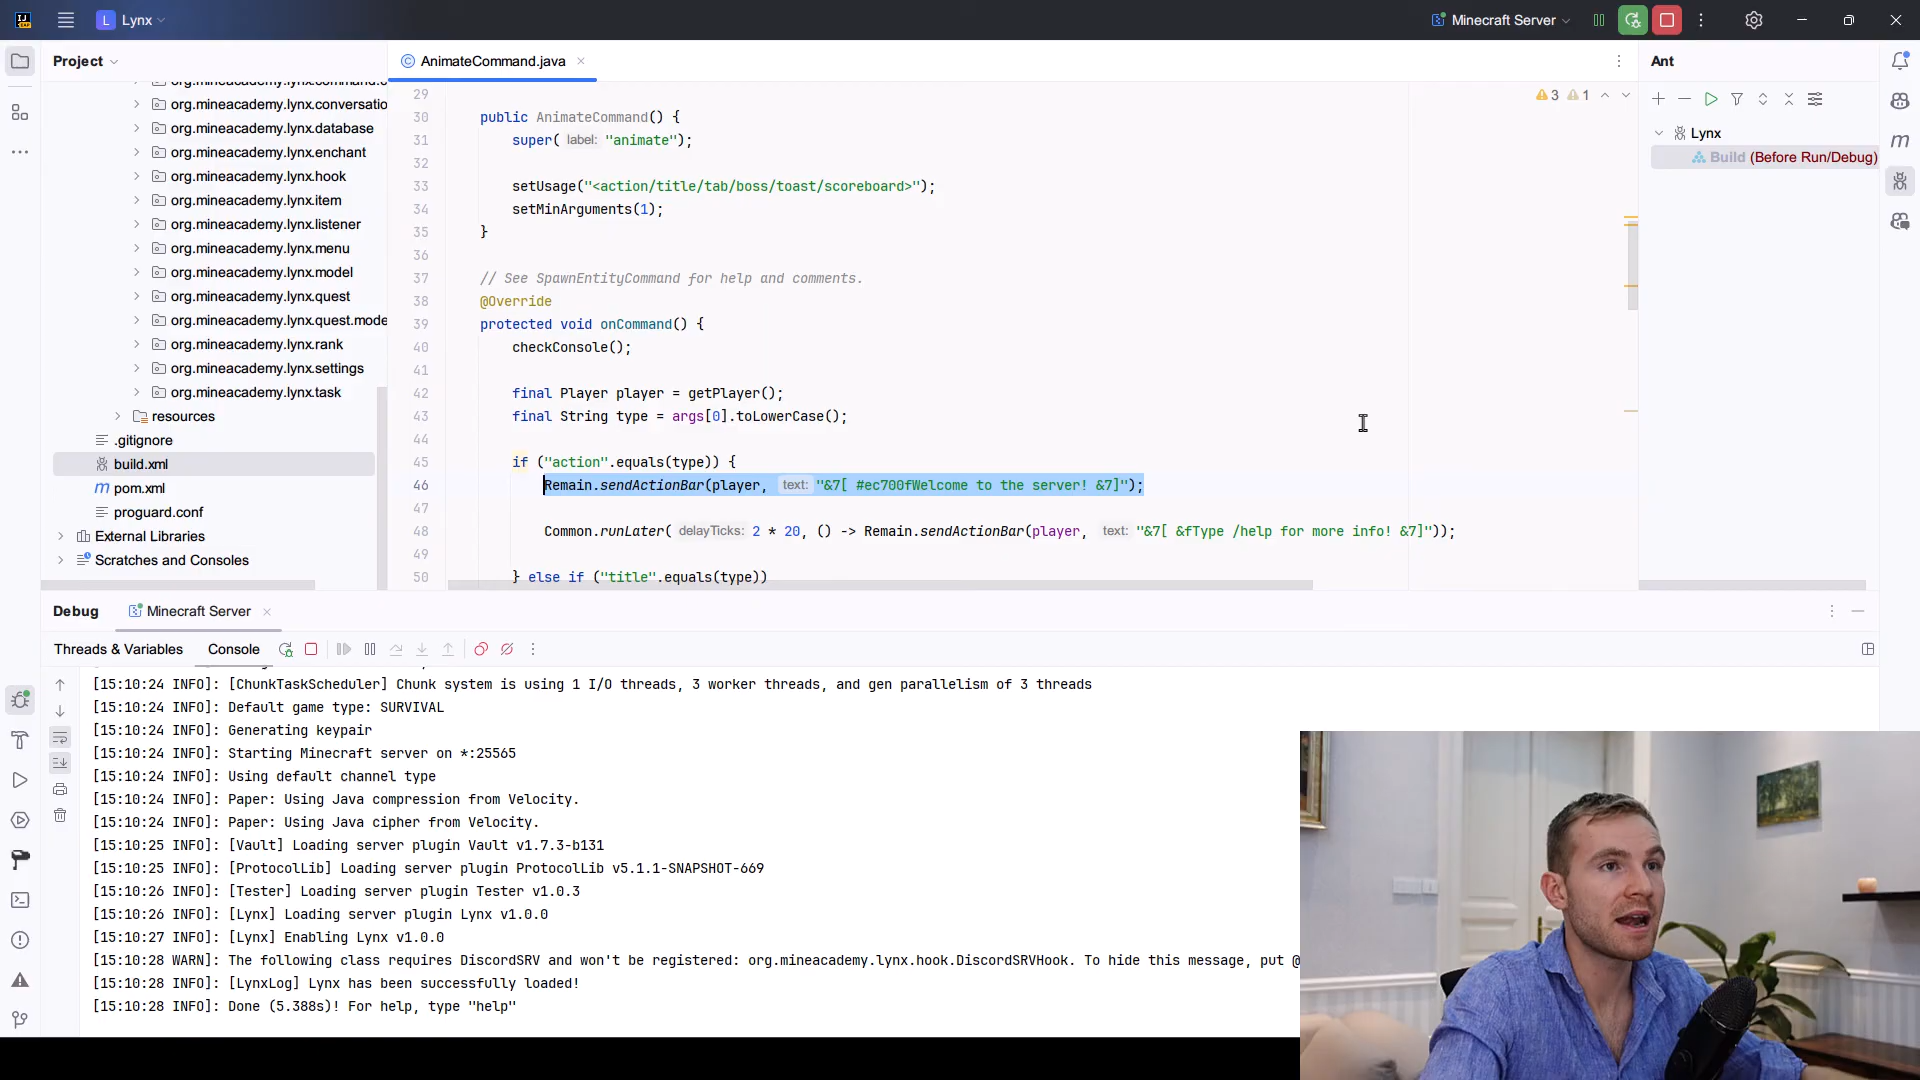 L Lynx
Minecraft Server
Project
AnimateCommand.java
Ant
org.mineacademy.lynx.conversatio
org.mineacademy.lynx.database
org.mineacademy.lynx.enchant
org.mineacademy.lynx.hook
org.mineacademy.lynx.item
org.mineacademy.lynx.listener
org.mineacademy.lynx.menu
org.mineacademy.lynx.model
org.mineacademy.lynx.quest
org.mineacademy.lynx.quest.mode
org.mineacademy.lynx.rank
org.mineacademy.lynx.settings
org.mineacademy.lynx.task
resources
.gitignore
build.xml
pom.xml
proguard.conf
External Libraries
Scratches and Consoles
3 1
29
30 public AnimateCommand() {
31 super( label: "animate");
32
33 setUsage("<action/title/tab/boss/toast/scoreboard>");
34 setMinArguments(1);
35 }
36
37 // See SpawnEntityCommand for help and comments.
38 @Override
39 protected void onCommand() {
40 checkConsole();
41
42 final Player player = getPlayer();
43 final String type = args[0].toLowerCase();
44
45 if ("action".equals(type)) {
46 Remain.sendActionBar(player, text: "&7[ #ec700fWelcome to the server! &7]");
47
48 Common.runLater( delayTicks: 2 * 20, () -> Remain.sendActionBar(player, text: "&7[ &fType /help for more info! &7]"));
49
50 } else if ("title".equals(type))
Lynx
Build (Before Run/Debug)
Debug
Minecraft Server
Threads & Variables
Console
[15:10:24 INFO]: [ChunkTaskScheduler] Chunk system is using 1 I/O threads, 3 worker threads, and gen parallelism of 3 threads
[15:10:24 INFO]: Default game type: SURVIVAL
[15:10:24 INFO]: Generating keypair
[15:10:24 INFO]: Starting Minecraft server on *:25565
[15:10:24 INFO]: Using default channel type
[15:10:24 INFO]: Paper: Using Java compression from Velocity.
[15:10:24 INFO]: Paper: Using Java cipher from Velocity.
[15:10:25 INFO]: [Vault] Loading server plugin Vault v1.7.3-b131
[15:10:25 INFO]: [ProtocolLib] Loading server plugin ProtocolLib v5.1.1-SNAPSHOT-669
[15:10:26 INFO]: [Tester] Loading server plugin Tester v1.0.3
[15:10:26 INFO]: [Lynx] Loading server plugin Lynx v1.0.0
[15:10:27 INFO]: [Lynx] Enabling Lynx v1.0.0
[15:10:28 WARN]: The following class requires DiscordSRV and won't be registered: org.mineacademy.lynx.hook.DiscordSRVHook. To hide this message, put @
[15:10:28 INFO]: [LynxLog] Lynx has been successfully loaded!
[15:10:28 INFO]: Done (5.388s)! For help, type "help"